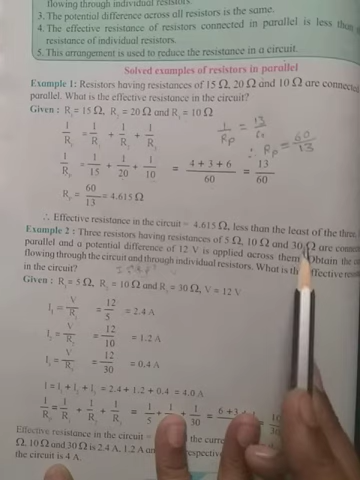 flowing through individual resistors.
3. The potential difference across all resistors is the same.
4. The effective resistance of resistors connected in parallel is less than
resistance of individual resistors.
5. This arrangement is used to reduce the resistance in a circuit.
Solved examples of resistors in parallel
Example 1: Resistors having resistances of 15 Ω, 20 Ω and 10 Ω are connected
parallel. What is the effective resistance in the circuit?
Given : R₁ = 15 Ω, R₂ = 20 Ω and R₃ = 10 Ω
1/Rₚ = 1/R₁ + 1/R₂ + 1/R₃
1/Rₚ = 13/60
1/Rₚ = 1/15 + 1/20 + 1/10 = 4 + 3 + 6/60 = 13/60
∴ Rₚ = 60/13
Rₚ = 60/13 = 4.615 Ω
∴ Effective resistance in the circuit = 4.615 Ω, less than the least of the three,
Example 2 : Three resistors having resistances of 5 Ω, 10 Ω and 30 Ω are
parallel and a potential difference of 12 V is applied across them. Obtain the
flowing through the circuit and through individual resistors. What is the effective
in the circuit?
Given : R₁ = 5 Ω, R₂ = 10 Ω and R₃ = 30 Ω, V = 12 V
I₁ = V/R₁ = 12/5 = 2.4 A
I₂ = V/R₂ = 12/10 = 1.2 A
I₃ = V/R₃ = 12/30 = 0.4 A
I = I₁ + I₂ + I₃ = 2.4 + 1.2 + 0.4 = 4.0 A
1/Rₚ = 1/R₁ + 1/R₂ + 1/R₃ = 1/5 + 1/ + 1/30 = 6 + 3 + 1 = 10/30
Effective resistance in the circuit = the
Ω, 10 Ω and 30 Ω is 2.4 A, 1.2 A
the circuit is 4 A.